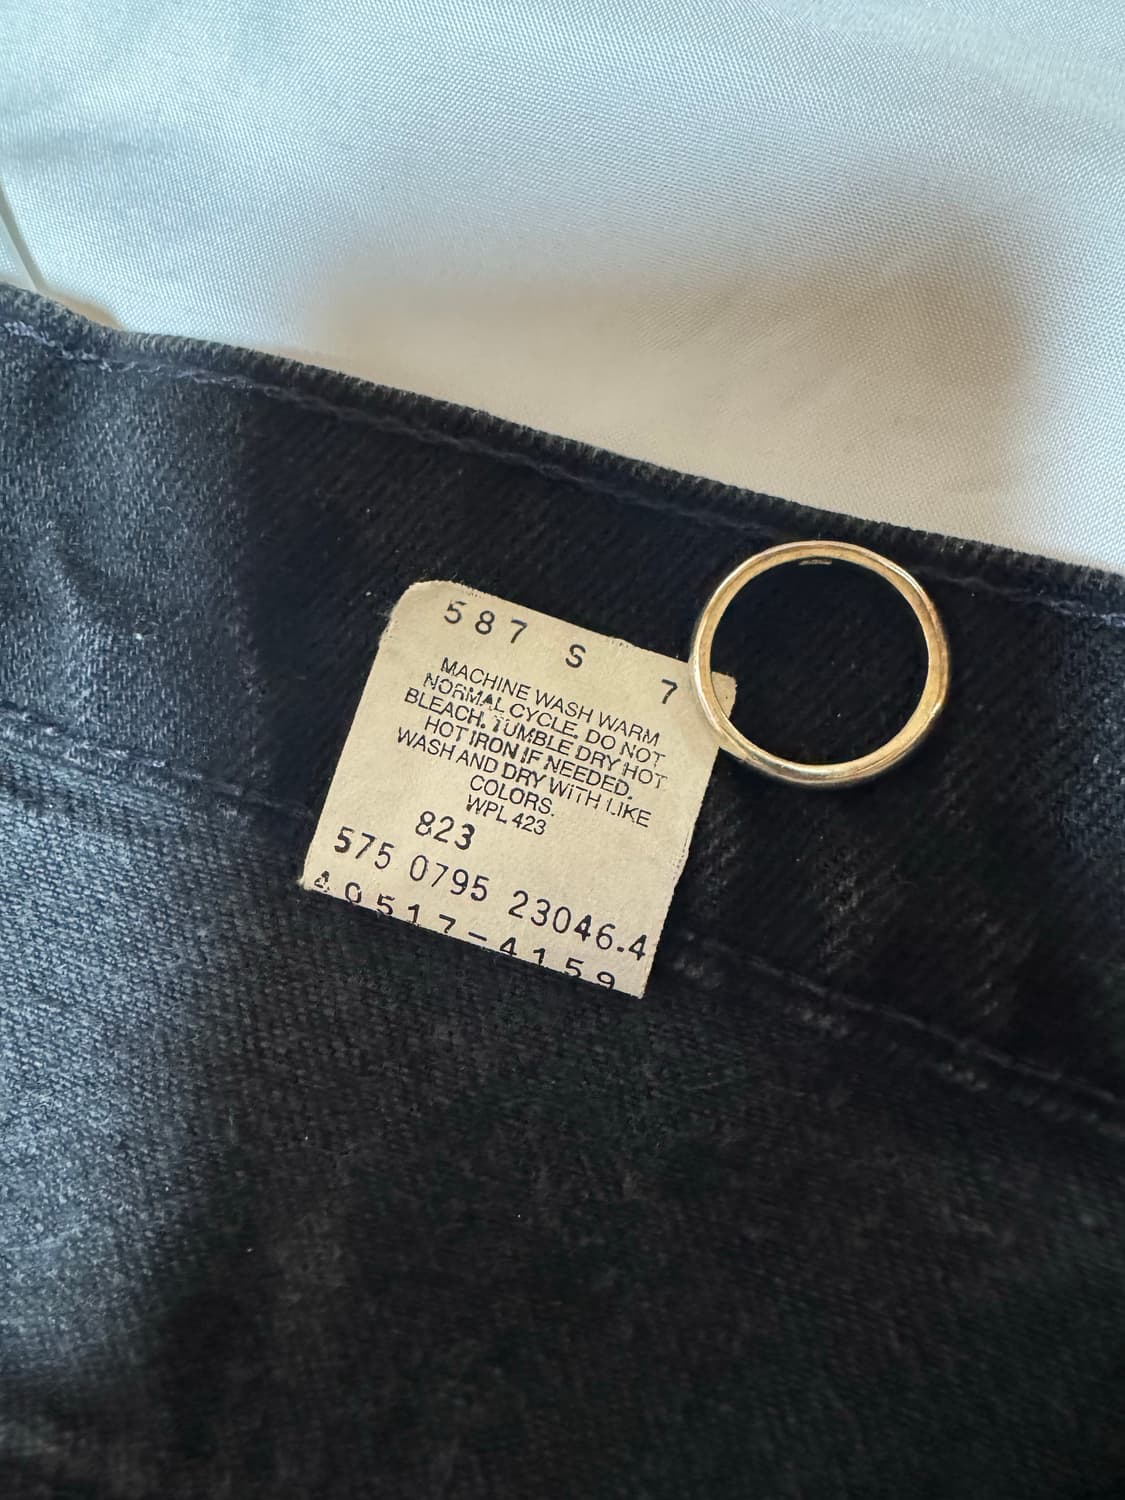 587 S 7
MACHINE WASH WARM
NORMAL CYCLE. DO NOT
BLEACH. TUMBLE DRY HOT
HOT IRON IF NEEDED.
WASH AND DRY WITH LIKE
COLORS.
WPL 423
823
575 0795 23046.4
40517-4159